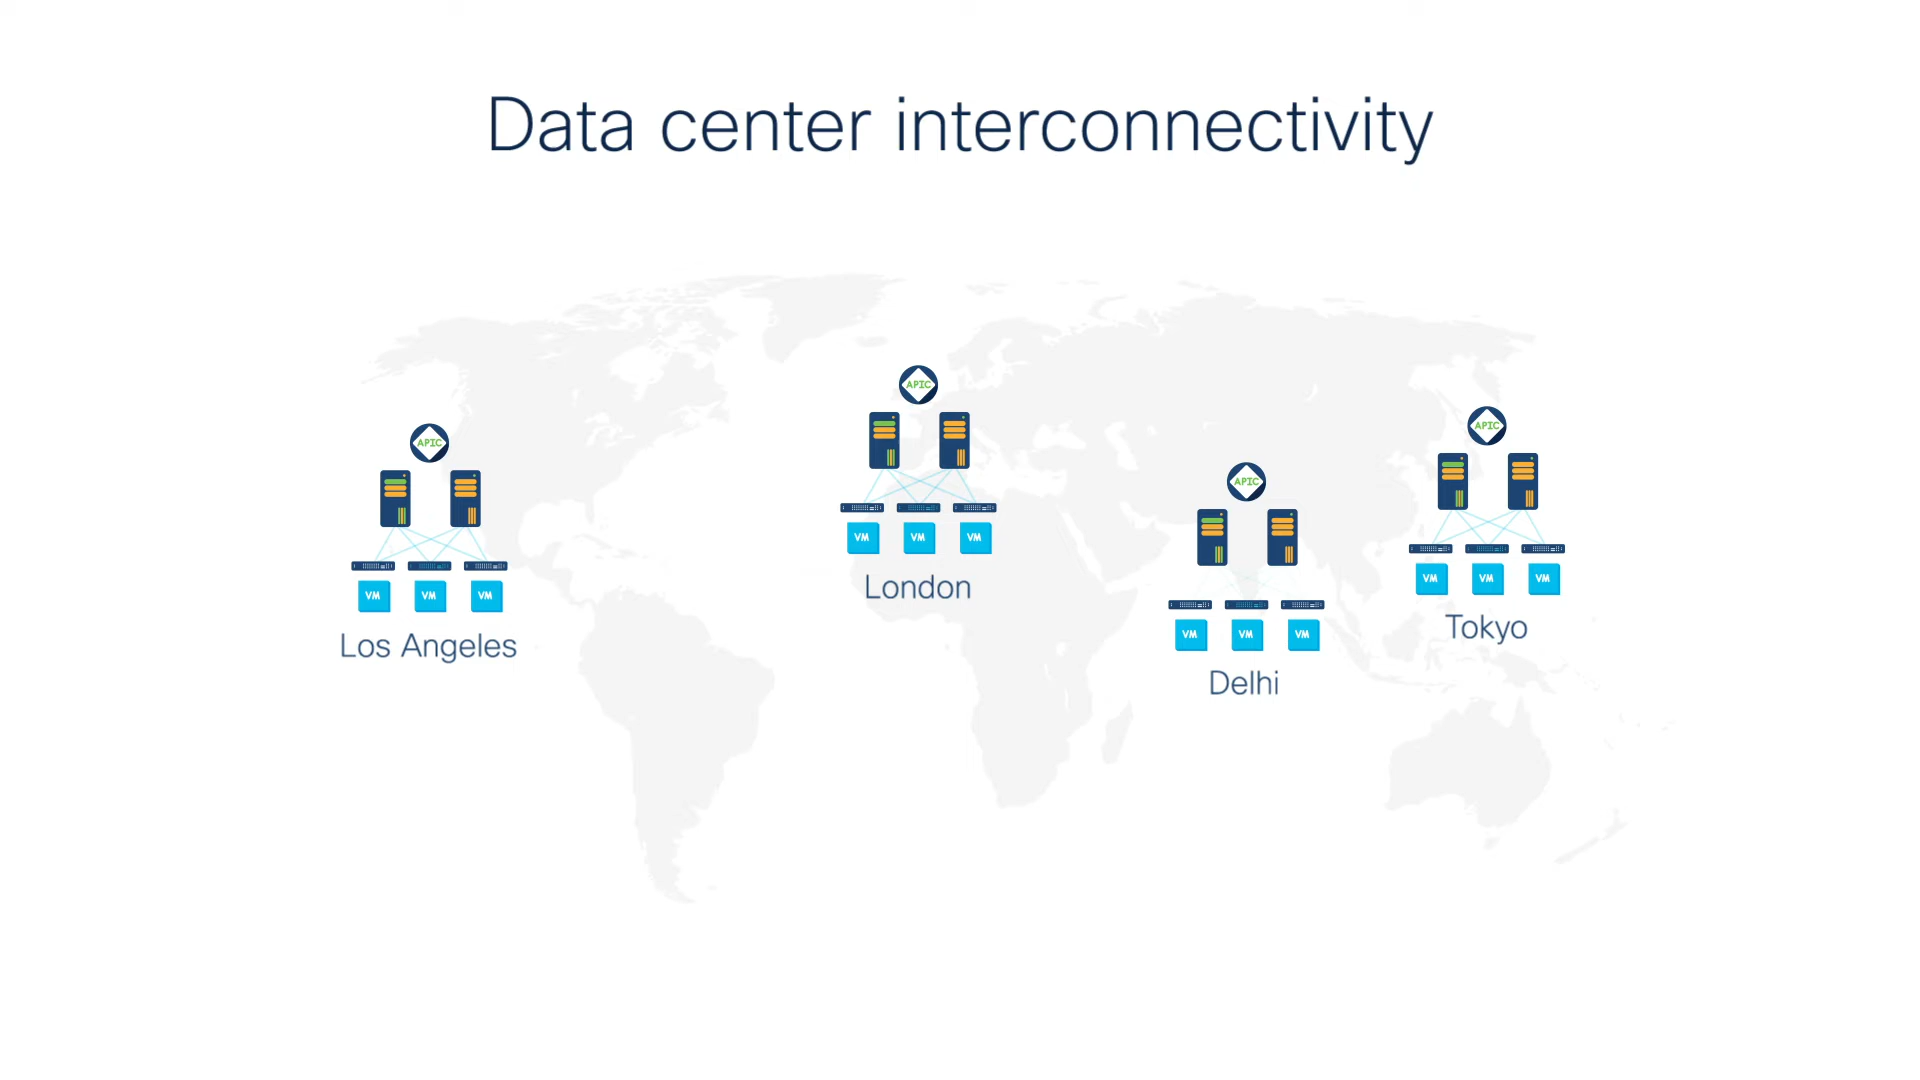 Data center interconnectivity
APIC
VM VM VM
Los Angeles
APIC
VM VM VM
London
APIC
VM VM VM
Delhi
APIC
VM VM VM
Tokyo